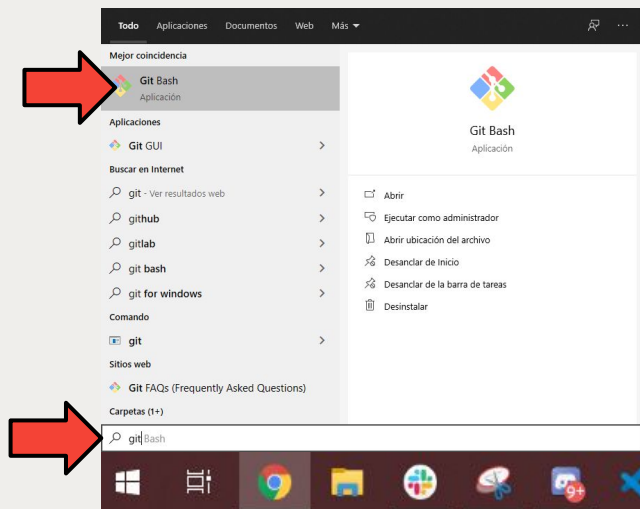 Todo Aplicaciones Documentos Web Más
Mejor coincidencia
Git Bash
Aplicación
Aplicaciones
Git GUI
Buscar en Internet
git - Ver resultados web
github
gitlab
git bash
git for windows
Comando
git
Sitios web
Git FAQs (Frequently Asked Questions)
Carpetas (1+)
git Bash
Git Bash
Aplicación
Abrir
Ejecutar como administrador
Abrir ubicación del archivo
Desanclar de Inicio
Desanclar de la barra de tareas
Desinstalar
9+